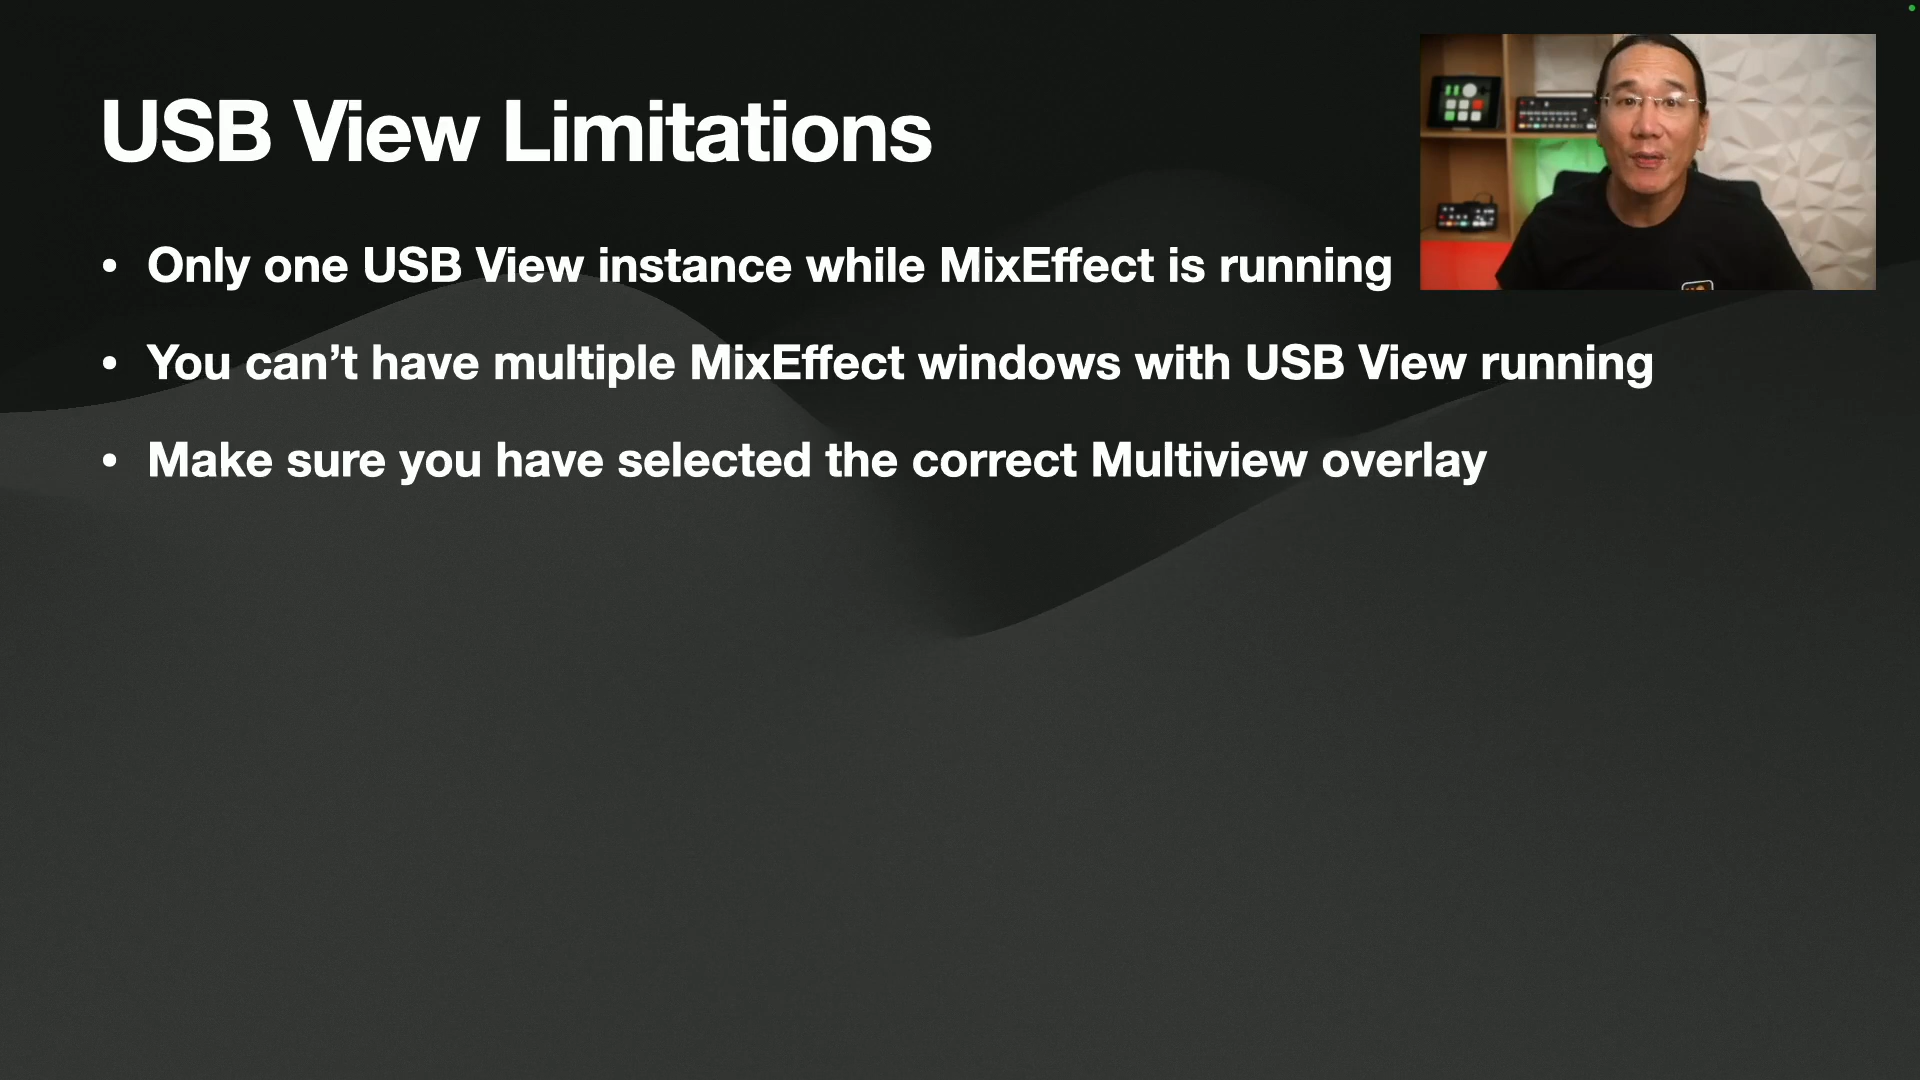 USB View Limitations
• Only one USB View instance while MixEffect is running
• You can’t have multiple MixEffect windows with USB View running
• Make sure you have selected the correct Multiview overlay